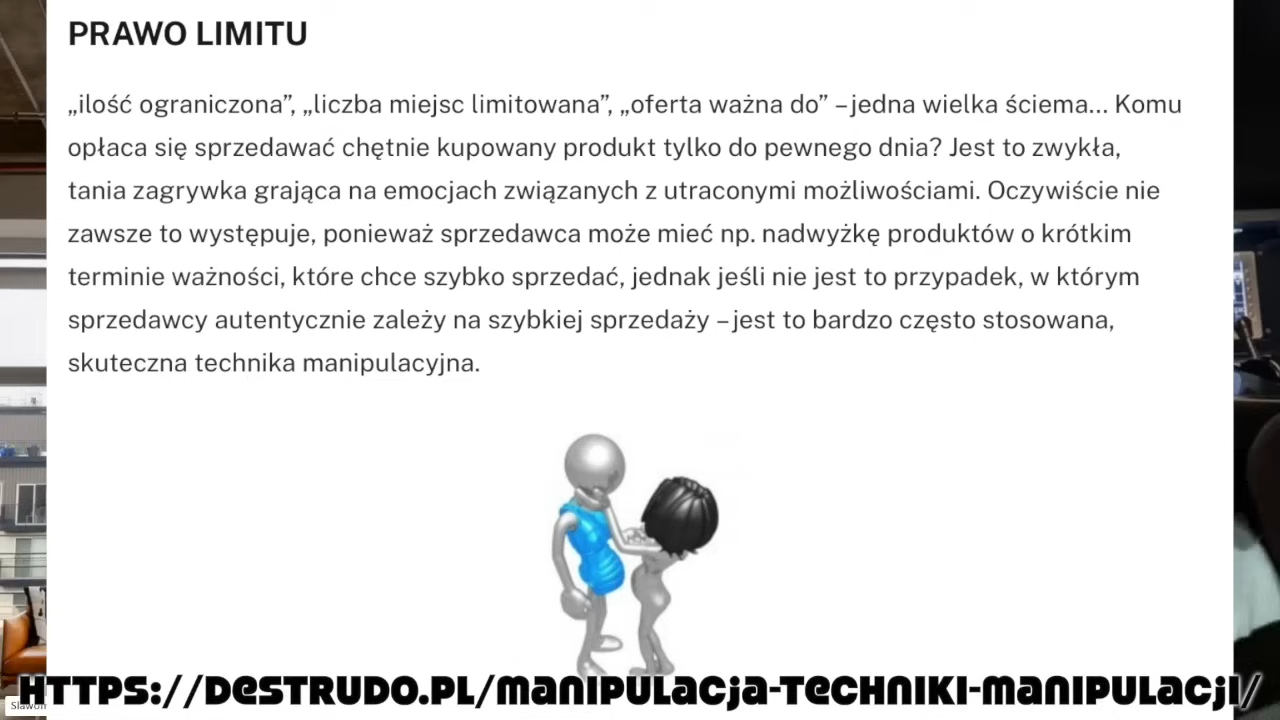 PRAWO LIMITU
„ilość ograniczona”, „liczba miejsc limitowana”, „oferta ważna do” – jedna wielka ściema... Komu
opłaca się sprzedawać chętnie kupowany produkt tylko do pewnego dnia? Jest to zwykła,
tania zagrywka grająca na emocjach związanych z utraconymi możliwościami. Oczywiście nie
zawsze to występuje, ponieważ sprzedawca może mieć np. nadwyżkę produktów o krótkim
terminie ważności, które chce szybko sprzedać, jednak jeśli nie jest to przypadek, w którym
sprzedawcy autentycznie zależy na szybkiej sprzedaży – jest to bardzo często stosowana,
skuteczna technika manipulacyjna.
HTTPS://DESTRUDO.PL/MANIPULACJA-TECHNIKI-MANIPULACJI/